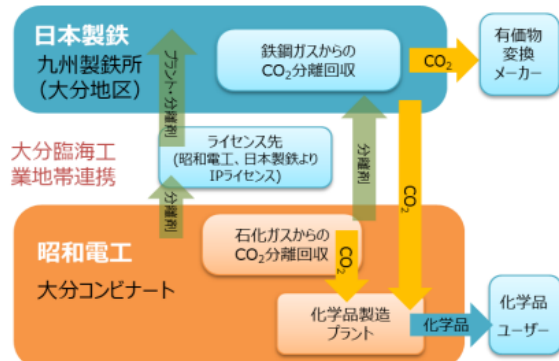 日本製鉄
九州製鉄所
（大分地区）
プラント・分離剤
鉄鋼ガスからの
CO₂分離回収
CO₂
有価物
変換
メーカー
大分臨海工
業地帯連携
ライセンス先
(昭和電工、日本製鉄より
IPライセンス)
分離剤
分離剤
CO₂
昭和電工
大分コンビナート
石化ガスからの
CO₂分離回収
CO₂
化学品製造
プラント
化学品
化学品
ユーザー